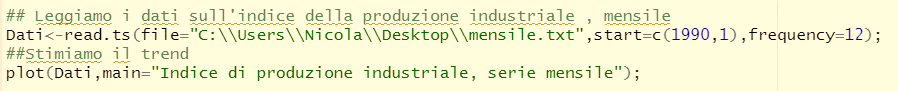 ## Leggiamo i dati sull'indice della produzione industriale , mensile
Dati<-read.ts(file="C:\\Users\\Nicola\\Desktop\\mensile.txt",start=c(1990,1),frequency=12);
##Stimiamo il trend
plot(Dati,main="Indice di produzione industriale, serie mensile");